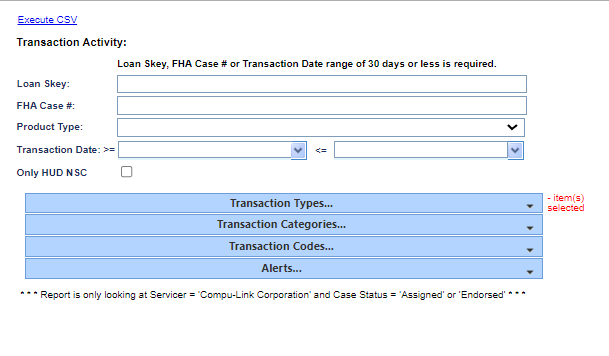 Execute CSV
Transaction Activity:
Loan Skey, FHA Case # or Transaction Date range of 30 days or less is required.
Loan Skey:
FHA Case #:
Product Type:
Transaction Date: >= <=
Only HUD NSC
Transaction Types...
- item(s)
selected
Transaction Categories...
Transaction Codes...
Alerts...
* * * Report is only looking at Servicer = 'Compu-Link Corporation' and Case Status = 'Assigned' or 'Endorsed' * * *